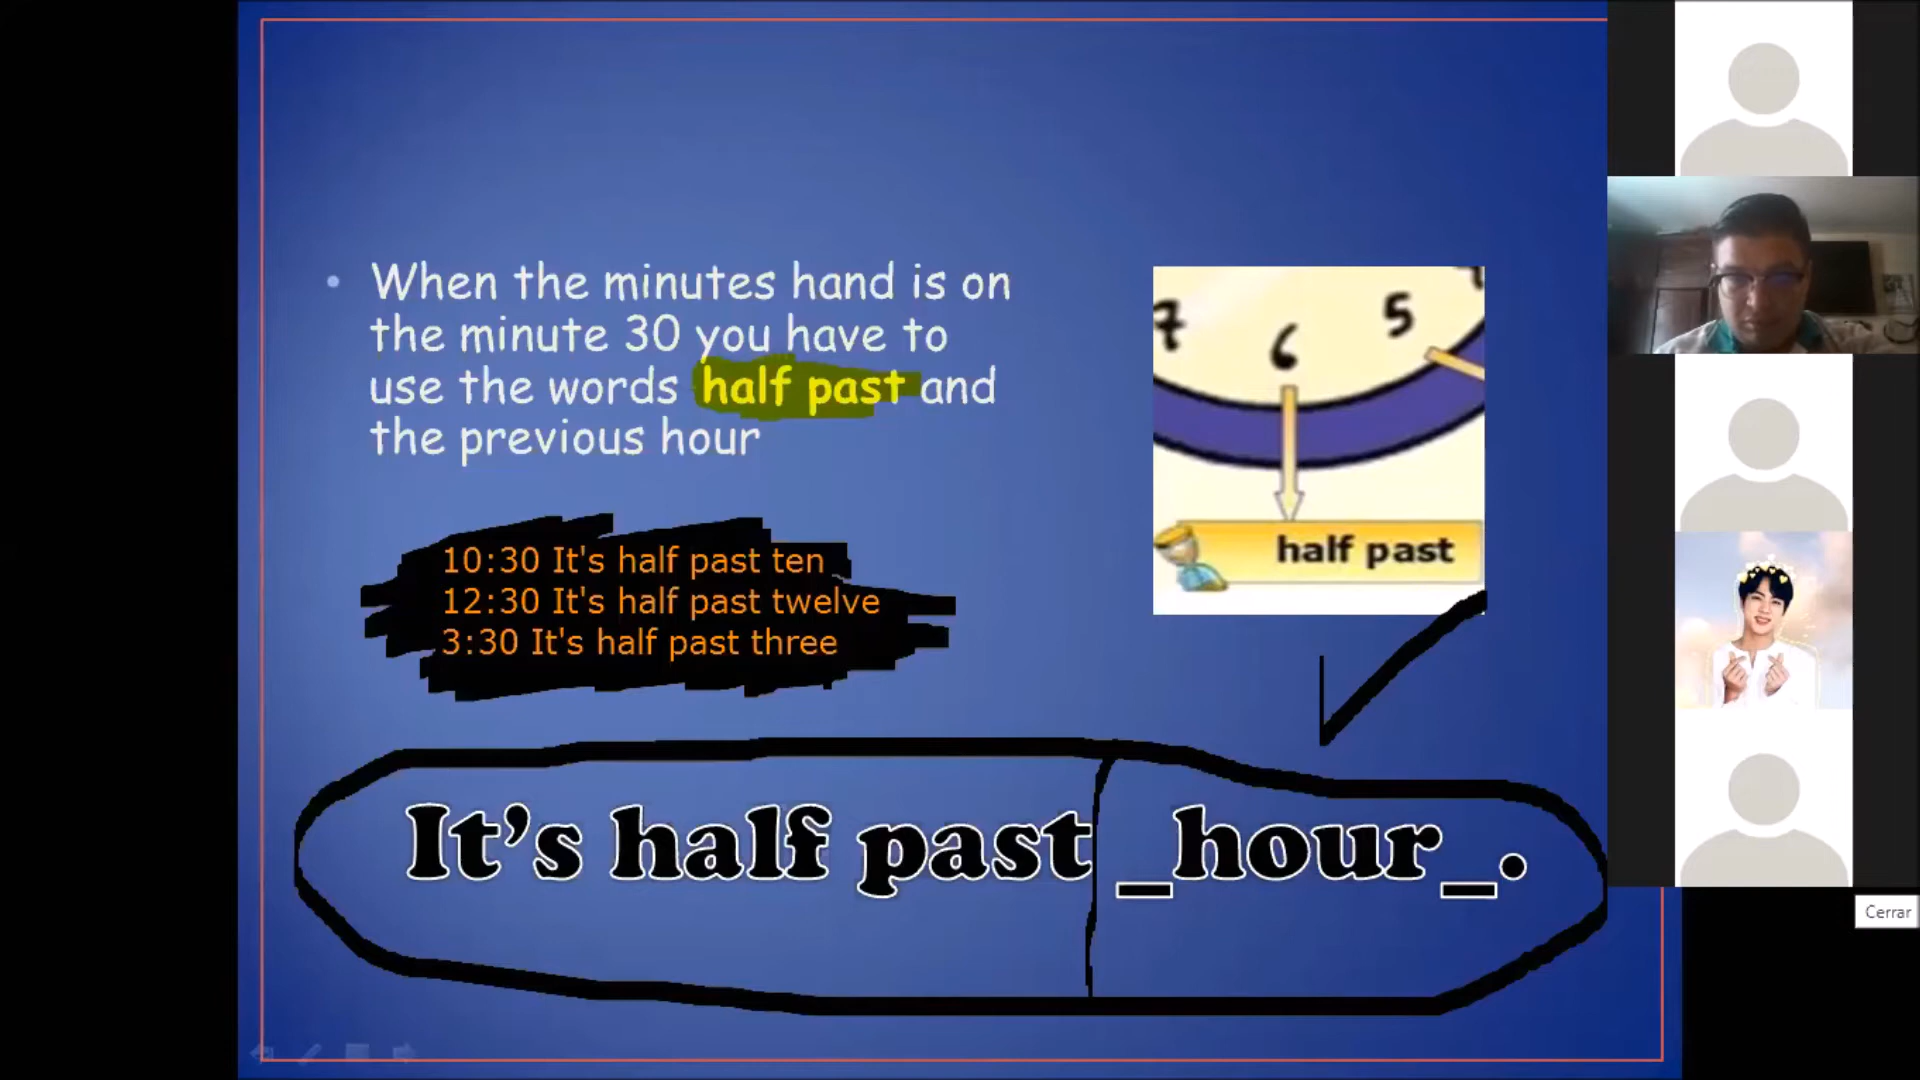 When the minutes hand is on
the minute 30 you have to
use the words half past and
the previous hour
7 6 5
half past
10:30 It's half past ten
12:30 It's half past twelve
3:30 It's half past three
It's half past _hour_.
Cerrar